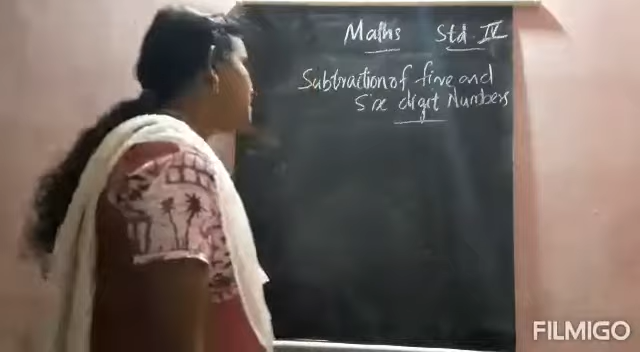 Maths Std. IV
Subtraction of five and
Six digit Numbers
FILMIGO